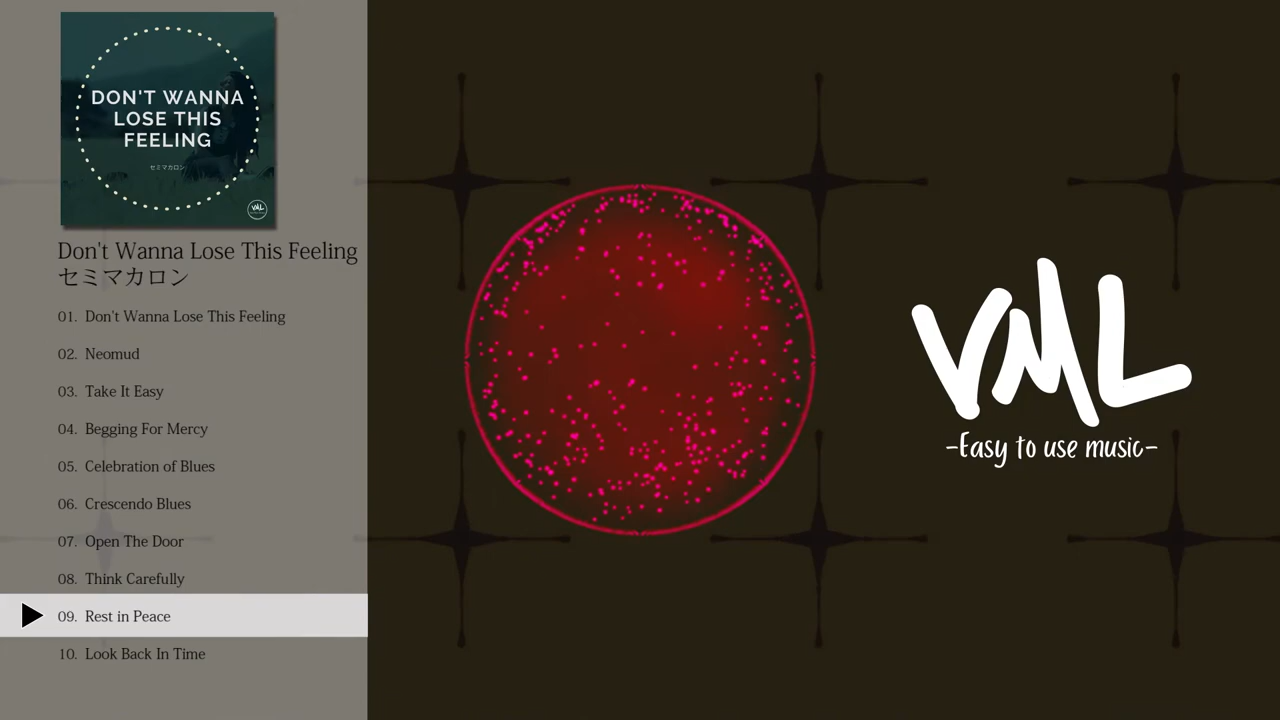 DON'T WANNA
LOSE THIS
FEELING
セミマカロン
VML
Don't Wanna Lose This Feeling
セミマカロン
01. Don't Wanna Lose This Feeling
02. Neomud
03. Take It Easy
04. Begging For Mercy
05. Celebration of Blues
06. Crescendo Blues
07. Open The Door
08. Think Carefully
09. Rest in Peace
10. Look Back In Time
VML
-Easy to use music-